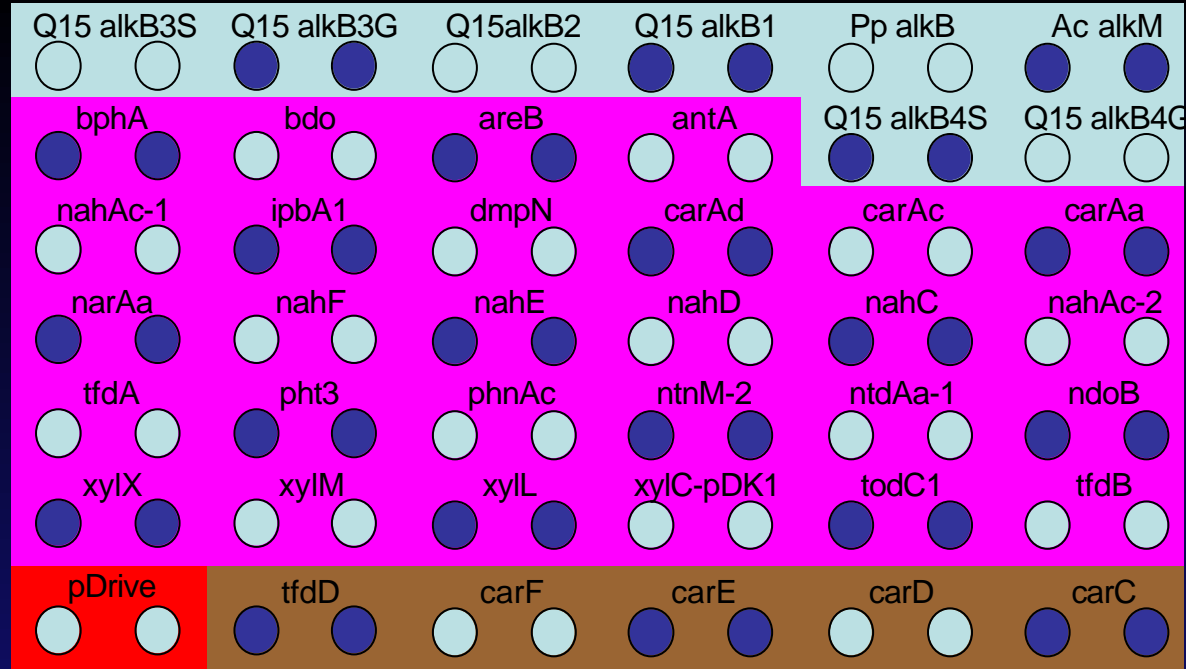 Q15 alkB3S Q15 alkB3G Q15alkB2 Q15 alkB1 Pp alkB Ac alkM
bphA bdo areB antA Q15 alkB4S Q15 alkB4G
nahAc-1 ipbA1 dmpN carAd carAc carAa
narAa nahF nahE nahD nahC nahAc-2
tfdA pht3 phnAc ntnM-2 ntdAa-1 ndoB
xylX xylM xylL xylC-pDK1 todC1 tfdB
pDrive tfdD carF carE carD carC